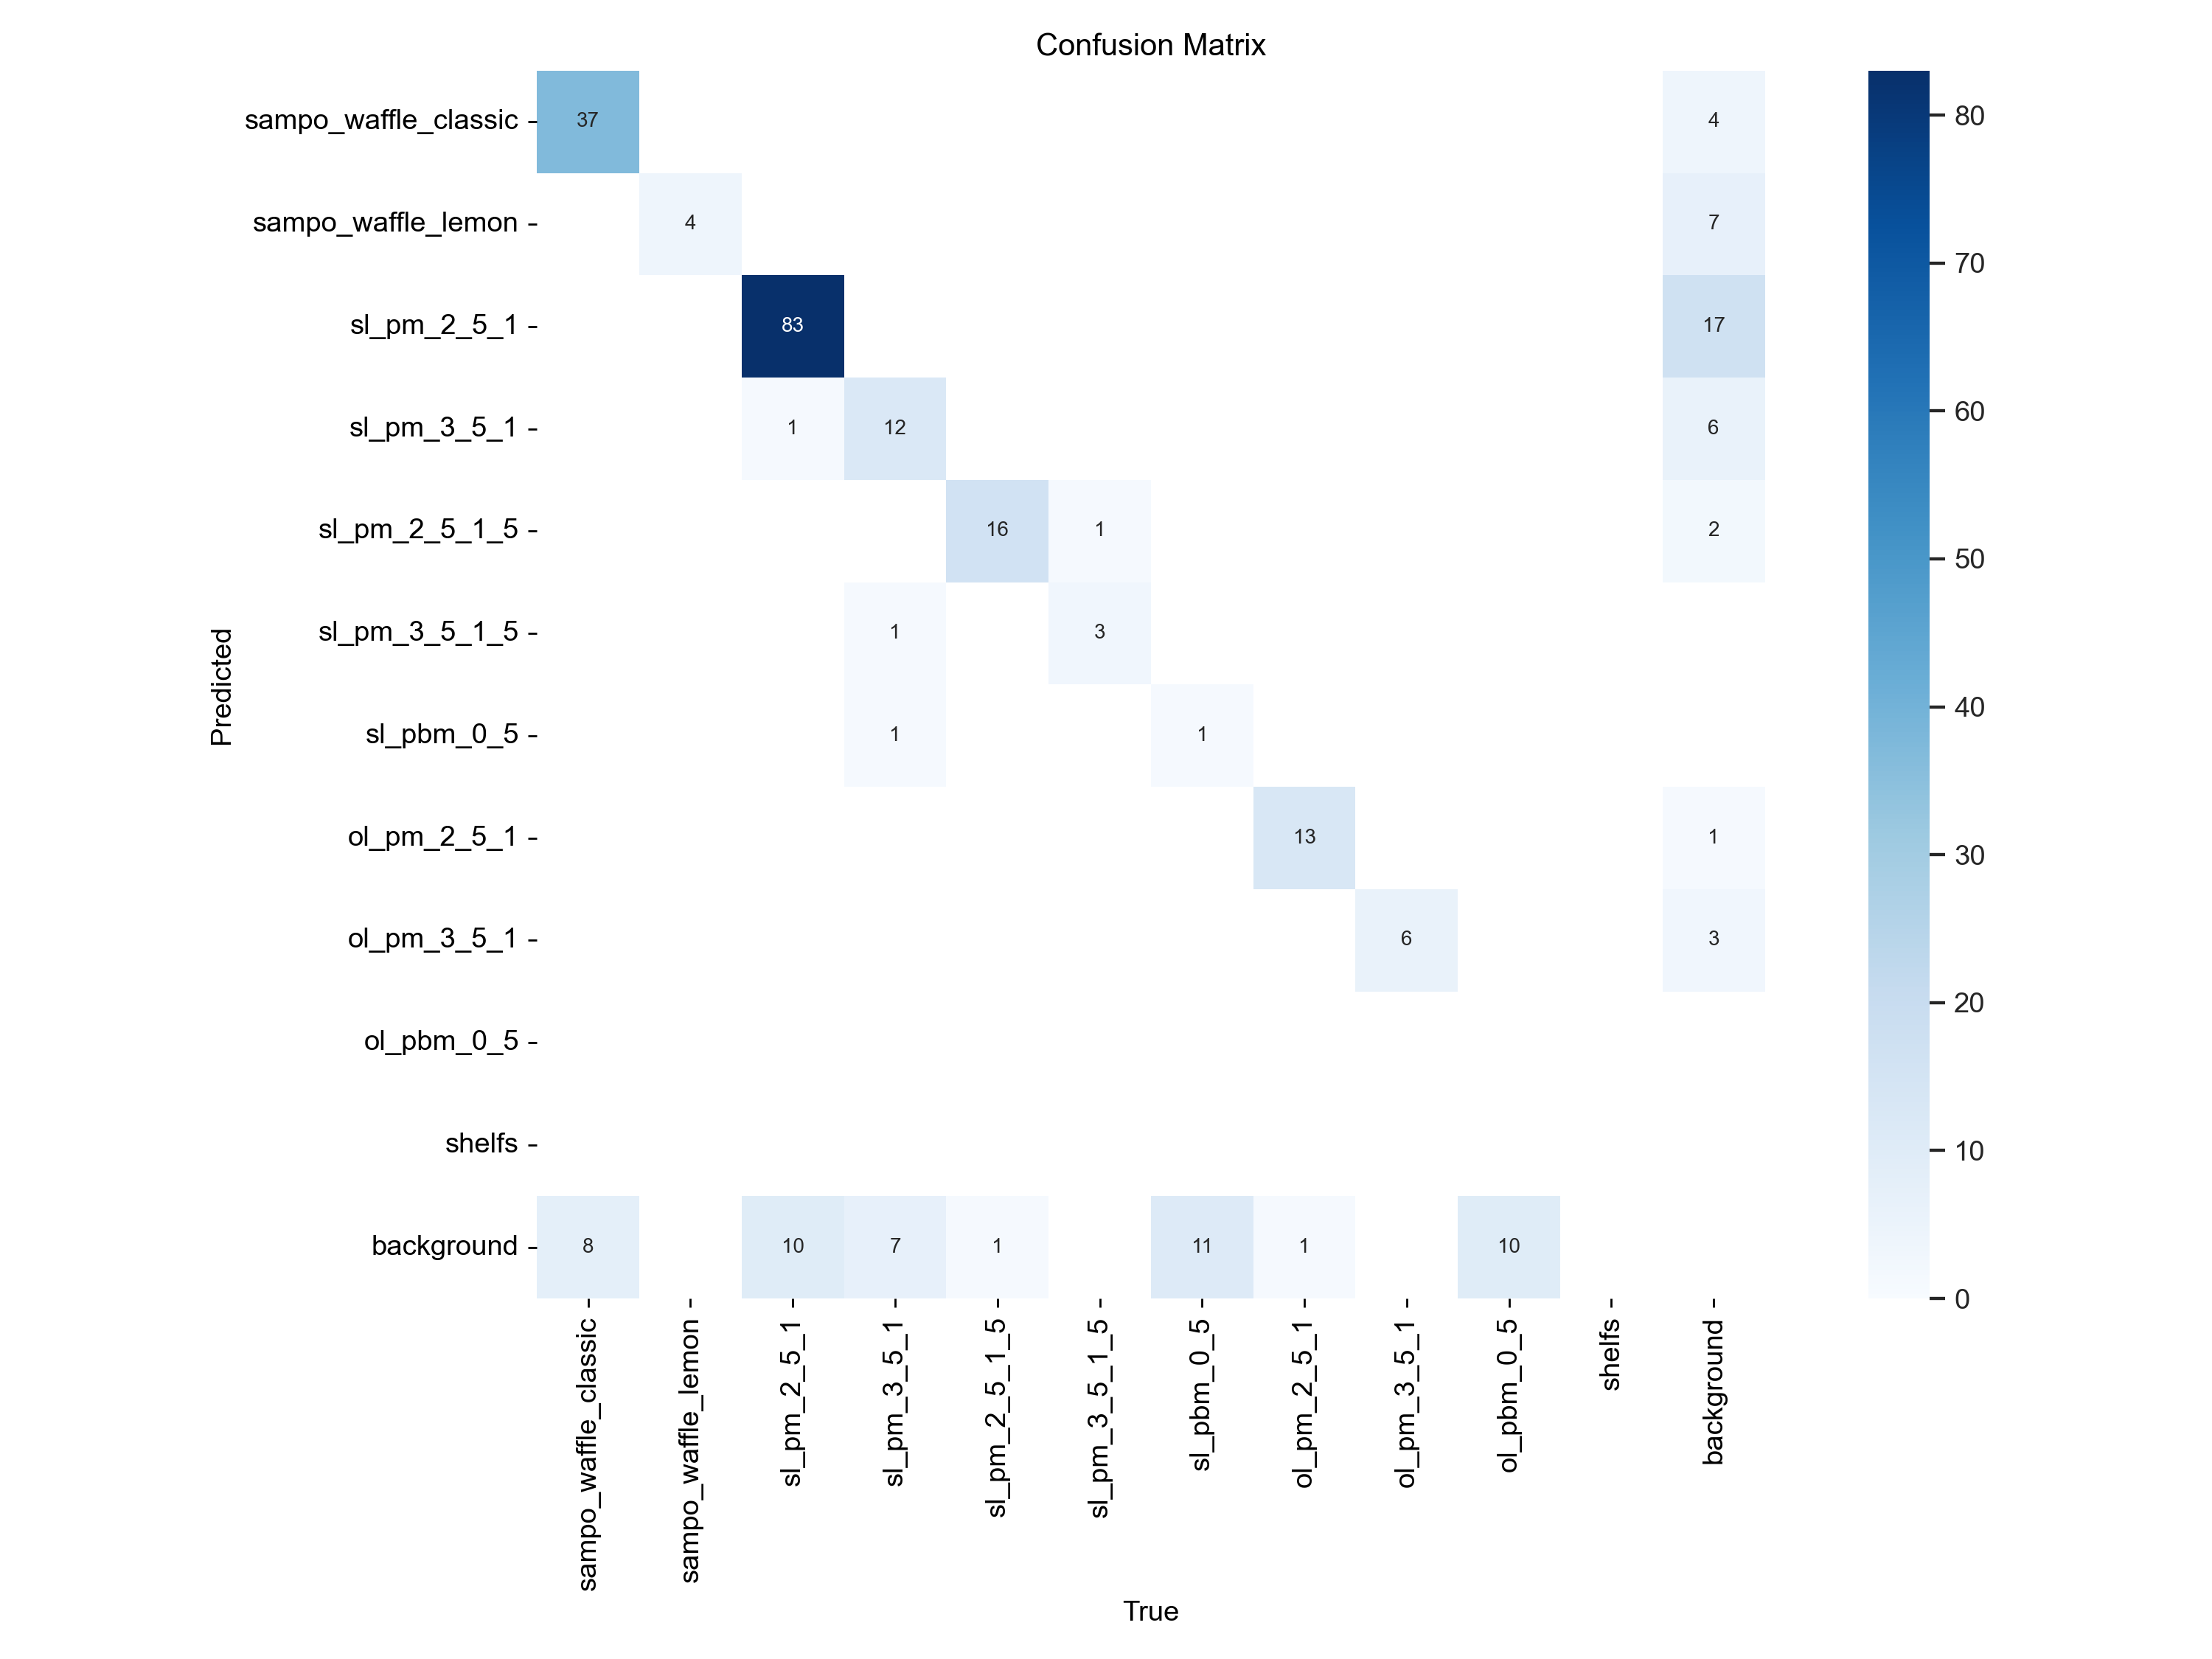 Confusion Matrix
sampo_waffle_classic 37 4 80
sampo_waffle_lemon 4 7 70
sl_pm_2_5_1 83 17
sl_pm_3_5_1 1 12 6 60
sl_pm_2_5_1_5 16 1 2 50
sl_pm_3_5_1_5 1 3
Predicted
sl_pbm_0_5 1 1 40
ol_pm_2_5_1 13 1 30
ol_pm_3_5_1 6 3 20
ol_pbm_0_5
shelfs 10
background 8 10 7 1 11 1 10 0
sampo_waffle_classic
sampo_waffle_lemon
sl_pm_2_5_1
sl_pm_3_5_1
sl_pm_2_5_1_5
sl_pm_3_5_1_5
sl_pbm_0_5
ol_pm_2_5_1
ol_pm_3_5_1
ol_pbm_0_5
shelfs
background
True